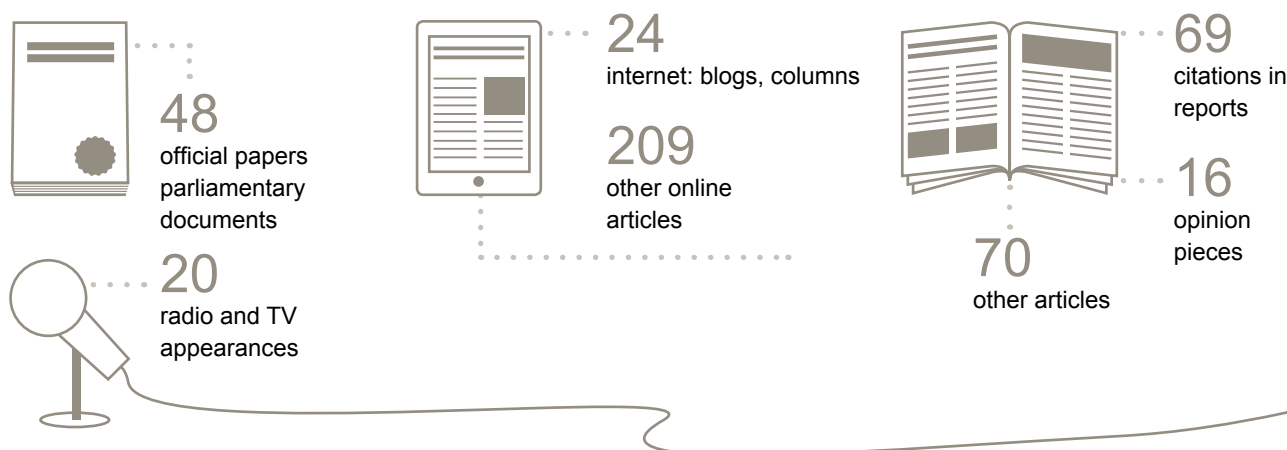 48
official papers
parliamentary
documents
20
radio and TV
appearances
24
internet: blogs, columns
209
other online
articles
69
citations in
reports
16
opinion
pieces
70
other articles